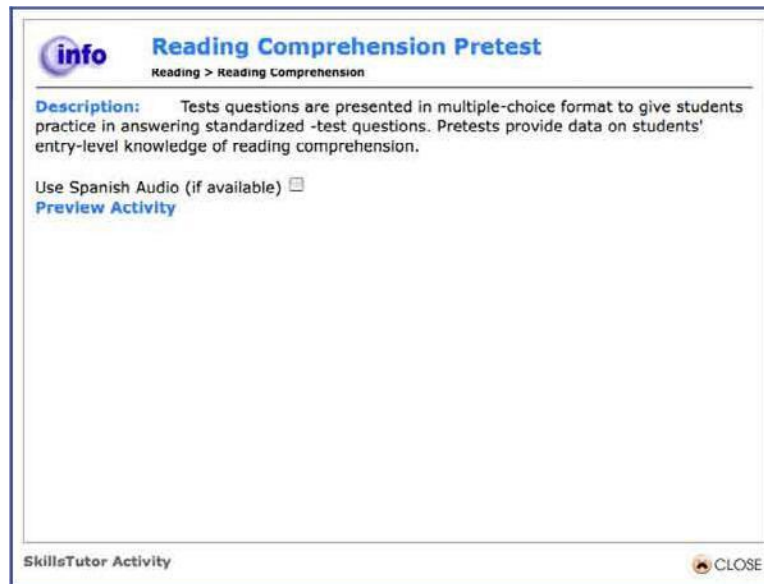 info
Reading Comprehension Pretest
Reading > Reading Comprehension
Description: Tests questions are presented in multiple-choice format to give students
practice in answering standardized -test questions. Pretests provide data on students'
entry-level knowledge of reading comprehension.
Use Spanish Audio (if available)
Preview Activity
SkillsTutor Activity
CLOSE